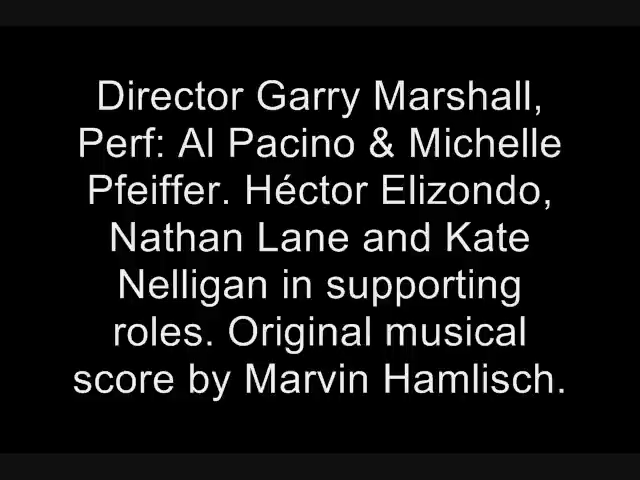 Director Garry Marshall,
Perf: Al Pacino & Michelle
Pfeiffer. Héctor Elizondo,
Nathan Lane and Kate
Nelligan in supporting
roles. Original musical
score by Marvin Hamlisch.